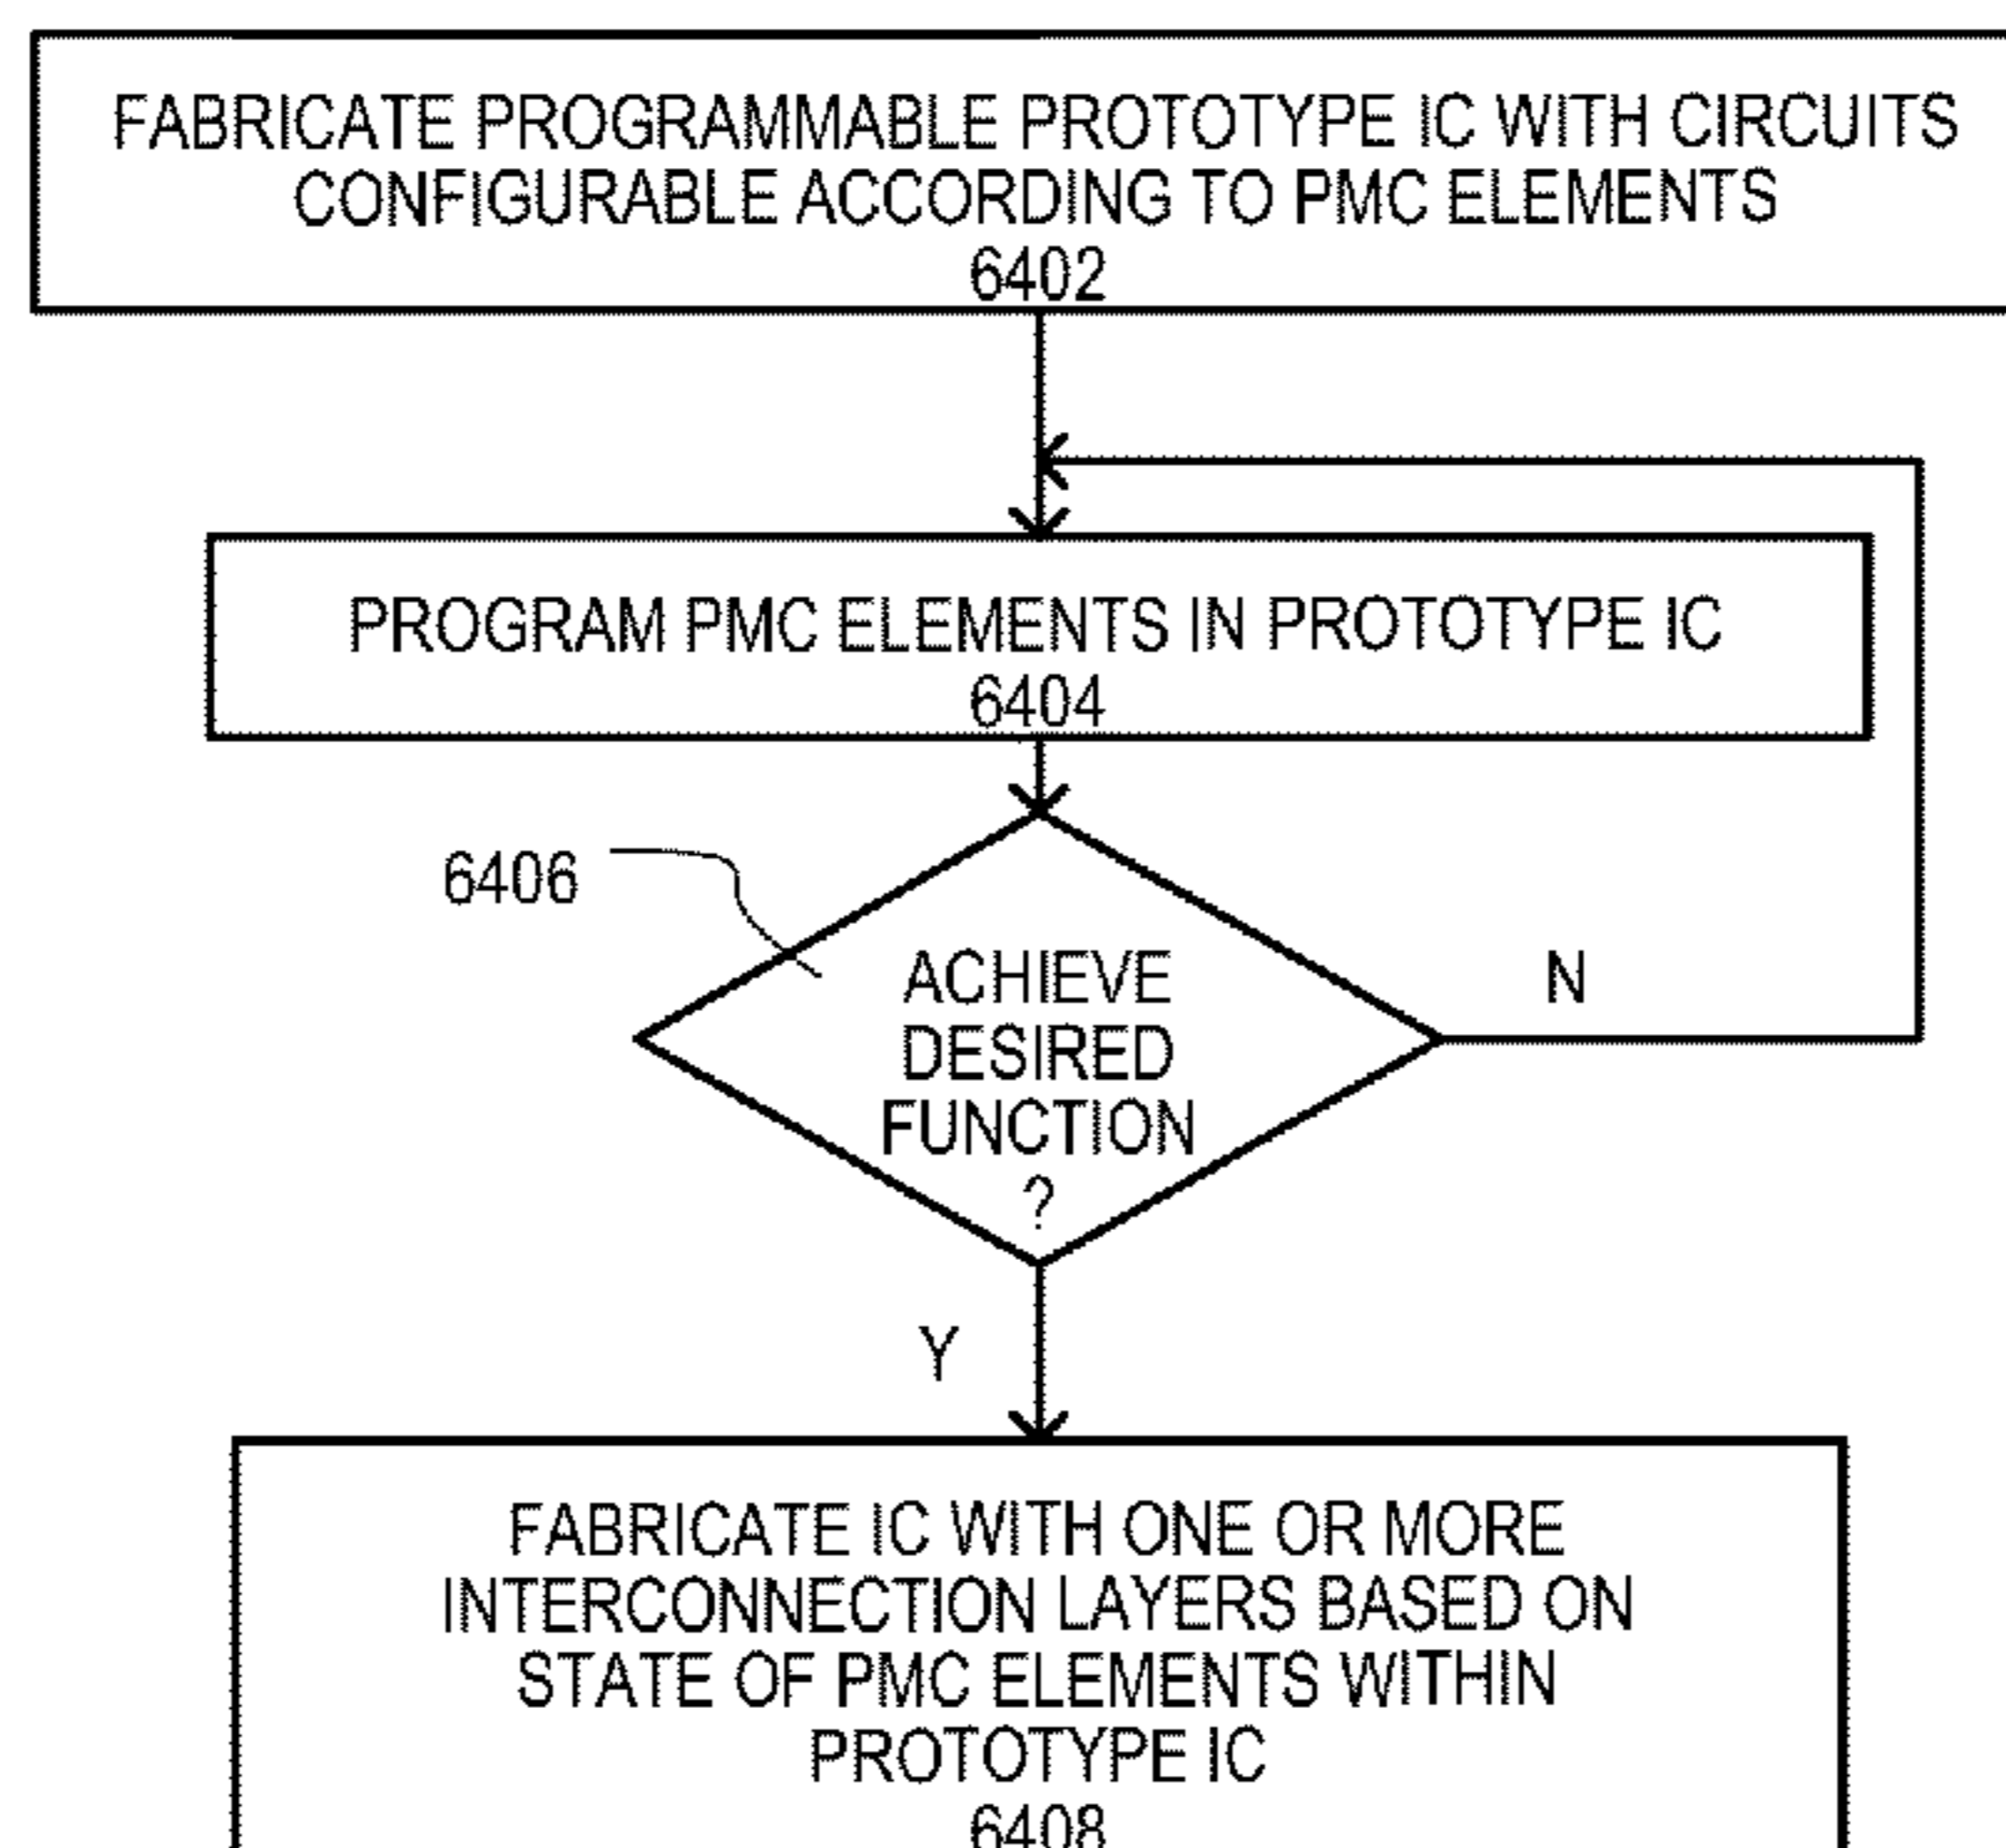 FABRICATE PROGRAMMABLE PROTOTYPE IC WITH CIRCUITS
CONFIGURABLE ACCORDING TO PMC ELEMENTS
6402
PROGRAM PMC ELEMENTS IN PROTOTYPE IC
6404
6406
ACHIEVE
DESIRED
FUNCTION
?
N
Y
FABRICATE IC WITH ONE OR MORE
INTERCONNECTION LAYERS BASED ON
STATE OF PMC ELEMENTS WITHIN
PROTOTYPE IC
6408